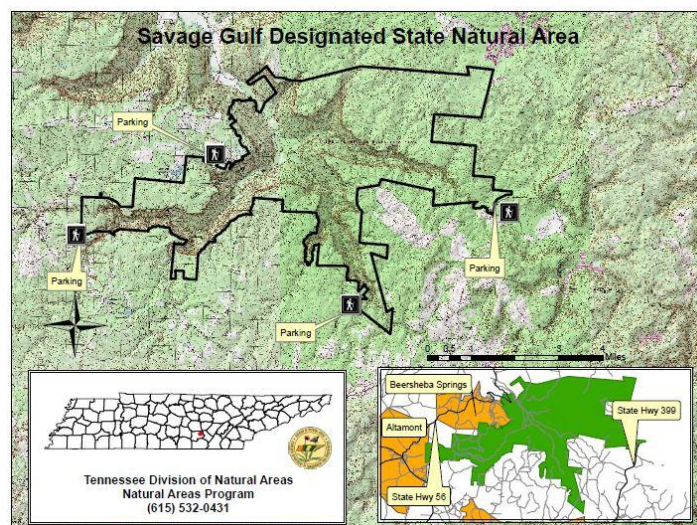 Savage Gulf Designated State Natural Area
Parking
Parking
Parking
Parking
0 0.5 1 2 3 4
Miles
Tennessee Division of Natural Areas
Natural Areas Program
(615) 532-0431
Beersheba Springs
State Hwy 399
Altamont
State Hwy 56